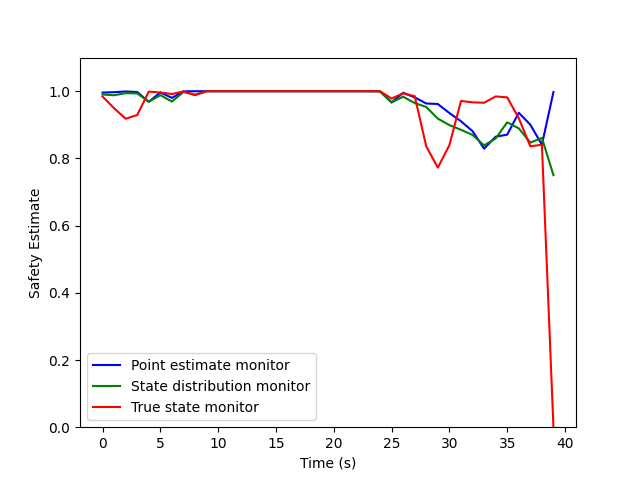 1.0
0.8
0.6
0.4
0.2
0.0
Safety Estimate
Point estimate monitor
State distribution monitor
True state monitor
0 5 10 15 20 25 30 35 40
Time (s)